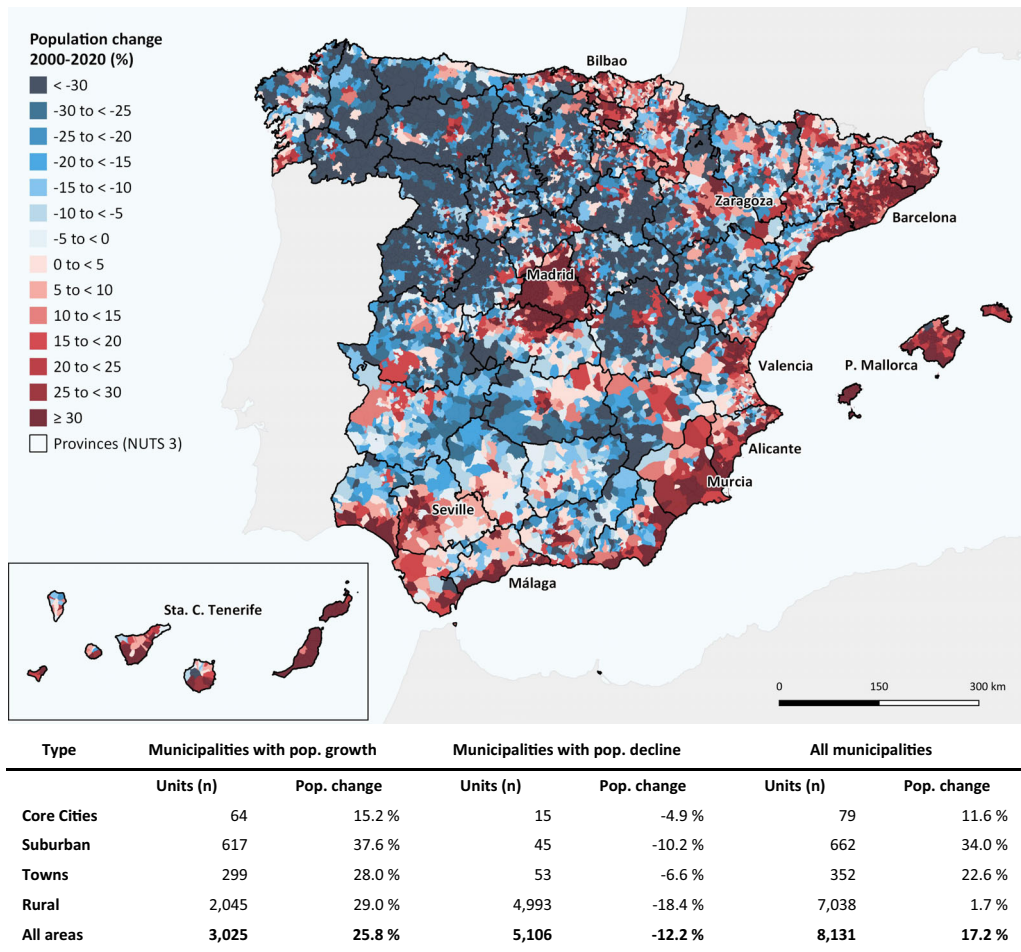 Population change
2000-2020 (%)
< -30
-30 to < -25
-25 to < -20
-20 to < -15
-15 to < -10
-10 to < -5
-5 to < 0
0 to < 5
5 to < 10
10 to < 15
15 to < 20
20 to < 25
25 to < 30
≥ 30
Provinces (NUTS 3)
Bilbao
Zaragoza
Barcelona
Madrid
Valencia
P. Mallorca
Alicante
Murcia
Seville
Málaga
Sta. C. Tenerife
0 150 300 km
Type Municipalities with pop. growth Municipalities with pop. decline All municipalities
Units (n) Pop. change Units (n) Pop. change Units (n) Pop. change
Core Cities 64 15.2 % 15 -4.9 % 79 11.6 %
Suburban 617 37.6 % 45 -10.2 % 662 34.0 %
Towns 299 28.0 % 53 -6.6 % 352 22.6 %
Rural 2,045 29.0 % 4,993 -18.4 % 7,038 1.7 %
All areas 3,025 25.8 % 5,106 -12.2 % 8,131 17.2 %